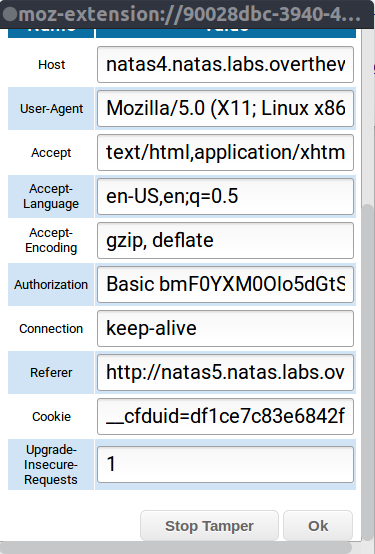 moz-extension://90028dbc-3940-4...
Name Value
Host natas4.natas.labs.overthew
User-Agent Mozilla/5.0 (X11; Linux x86
Accept text/html,application/xhtm
Accept-
Language en-US,en;q=0.5
Accept-
Encoding gzip, deflate
Authorization Basic bmF0YXM0Olo5dGtS
Connection keep-alive
Referer http://natas5.natas.labs.ov
Cookie __cfduid=df1ce7c83e6842f
Upgrade-
Insecure-
Requests 1
Stop Tamper Ok